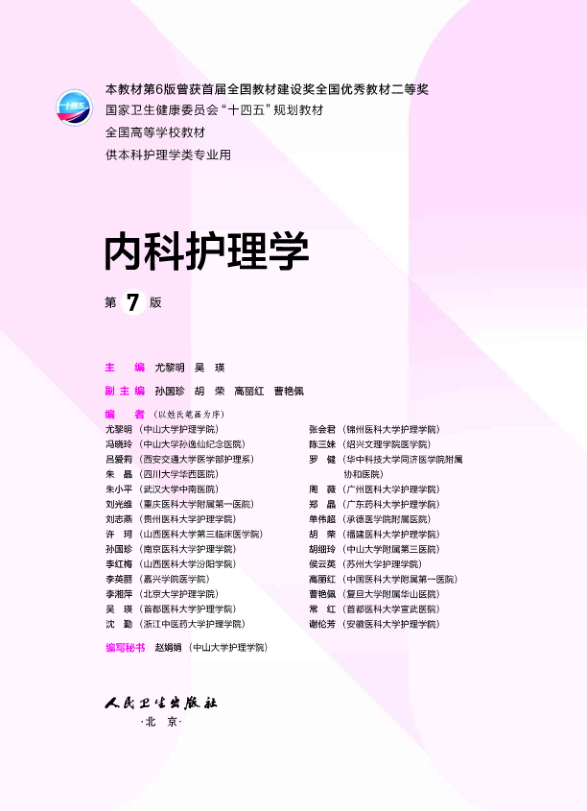 本教材第6版曾获首届全国教材建设奖全国优秀教材二等奖
国家卫生健康委员会“十四五”规划教材
全国高等学校教材
供本科护理学类专业用
十四五
内科护理学
第7版
主 编 尤黎明 吴 瑛
副主编 孙国珍 胡 荣 高丽红 曹艳佩
编 者（以姓氏笔画为序）
尤黎明（中山大学护理学院）
冯晓玲（中山大学孙逸仙纪念医院）
吕爱莉（西安交通大学医学部护理系）
朱 晶（四川大学华西医院）
朱小平（武汉大学中南医院）
刘光维（重庆医科大学附属第一医院）
刘志燕（贵州医科大学护理学院）
许 珂（山西医科大学第三临床医学院）
孙国珍（南京医科大学护理学院）
李红梅（山西医科大学汾阳学院）
李英丽（嘉兴学院医学院）
李湘萍（北京大学护理学院）
吴 瑛（首都医科大学护理学院）
沈 勤（浙江中医药大学护理学院）
张会君（锦州医科大学护理学院）
陈三妹（绍兴文理学院医学院）
罗 健（华中科技大学同济医学院附属
协和医院）
周 薇（广州医科大学护理学院）
郑 晶（广东药科大学护理学院）
单伟超（承德医学院附属医院）
胡 荣（福建医科大学护理学院）
胡细玲（中山大学附属第三医院）
侯云英（苏州大学护理学院）
高丽红（中国医科大学附属第一医院）
曹艳佩（复旦大学附属华山医院）
常 红（首都医科大学宣武医院）
谢伦芳（安徽医科大学护理学院）
编写秘书 赵娟娟（中山大学护理学院）
人民卫生出版社
·北 京·